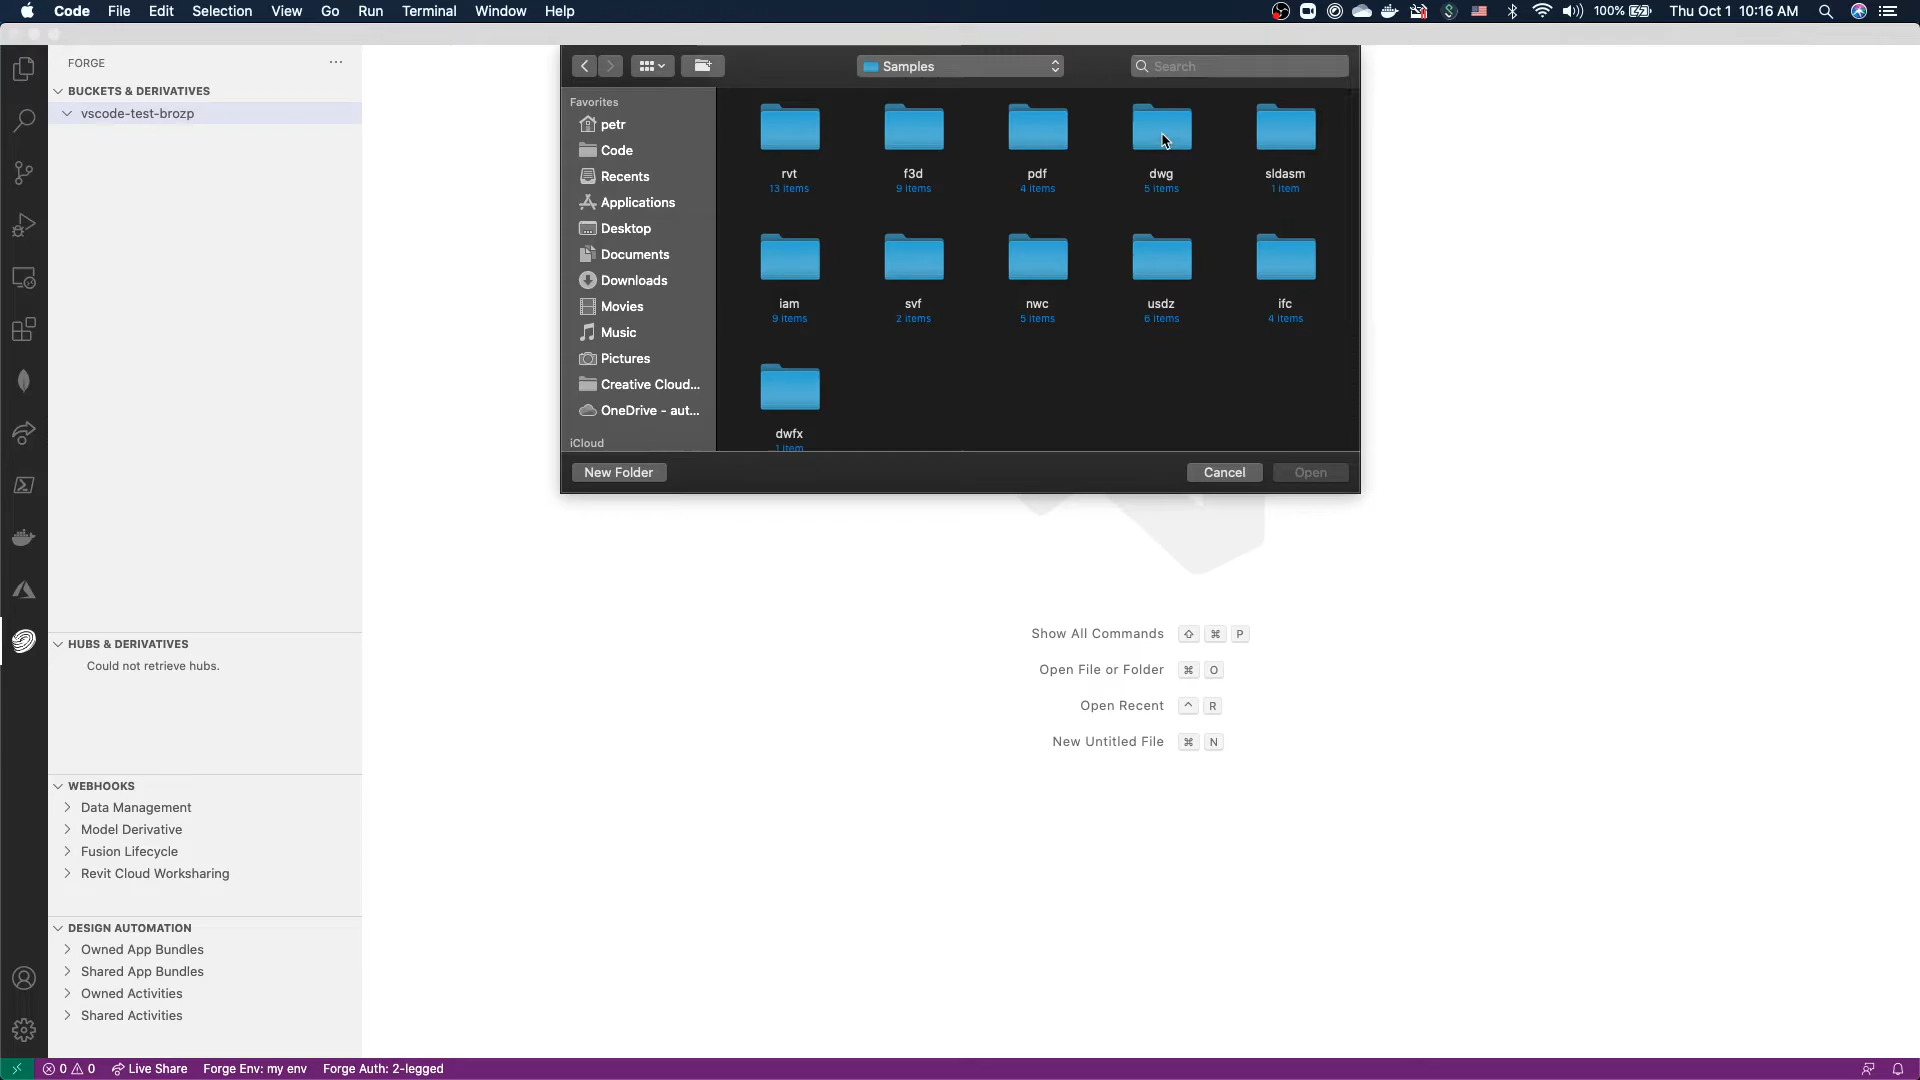 Code File Edit Selection View Go Run Terminal Window Help
100% Thu Oct 1 10:16 AM
FORGE ...
BUCKETS & DERIVATIVES
vscode-test-brozp
Samples
Search
Favorites
petr
Code
Recents
Applications
Desktop
Documents
Downloads
Movies
Music
Pictures
Creative Cloud...
OneDrive - aut...
iCloud
rvt f3d pdf dwg sldasm
13 items 9 items 4 items 5 items 1 item
iam svf nwc usdz ifc
9 items 2 items 5 items 6 items 4 items
dwfx
1 item
New Folder Cancel Open
Show All Commands ⇧ ⌘ P
Open File or Folder ⌘ O
Open Recent ^ R
New Untitled File ⌘ N
HUBS & DERIVATIVES
Could not retrieve hubs.
WEBHOOKS
Data Management
Model Derivative
Fusion Lifecycle
Revit Cloud Worksharing
DESIGN AUTOMATION
Owned App Bundles
Shared App Bundles
Owned Activities
Shared Activities
0 0 Live Share Forge Env: my env Forge Auth: 2-legged